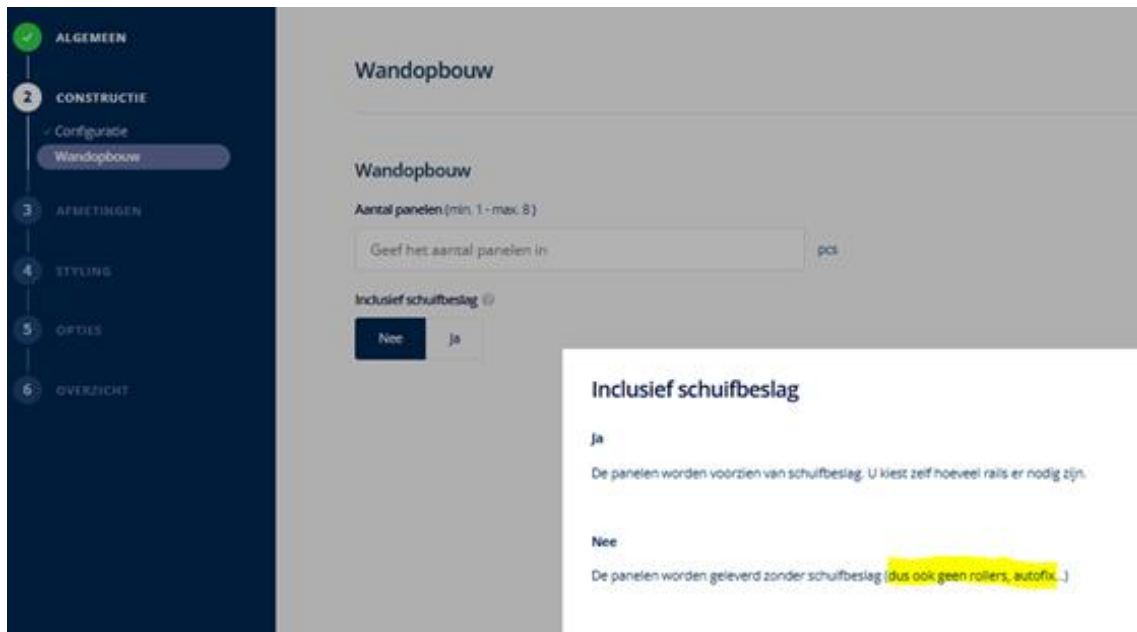 ALGEMEEN
2 CONSTRUCTIE
Configuratie
Wandopbouw
3 AFMETINGEN
4 STYLING
5 OPTIES
6 OVERZICHT
Wandopbouw
Wandopbouw
Aantal panelen (min. 1 - max. 8)
Geef het aantal panelen in pcs
Inclusief schuifbeslag
Nee Ja
Inclusief schuifbeslag
Ja
De panelen worden voorzien van schuifbeslag. U kiest zelf hoeveel rails er nodig zijn.
Nee
De panelen worden geleverd zonder schuifbeslag (dus ook geen rollers, autofix...)